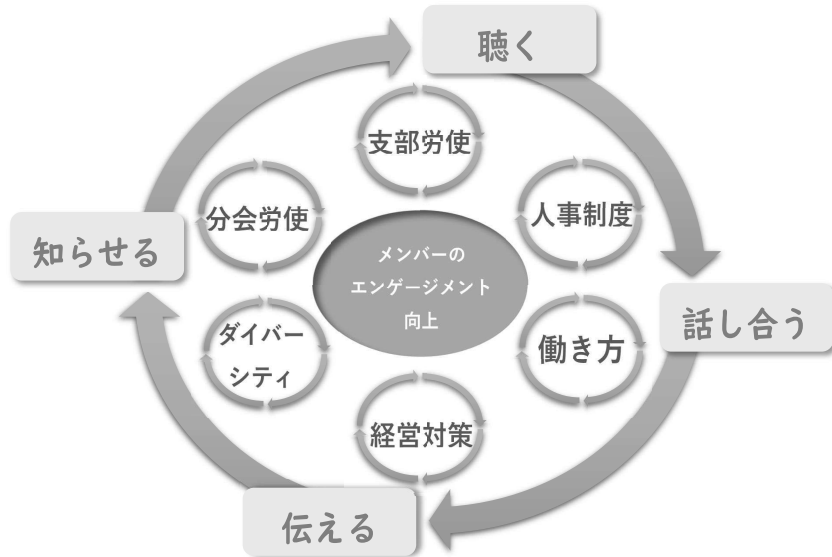 聴く
支部労使
分会労使
人事制度
知らせる
メンバーの
エンゲージメント
向上
話し合う
ダイバー
シティ
働き方
経営対策
伝える